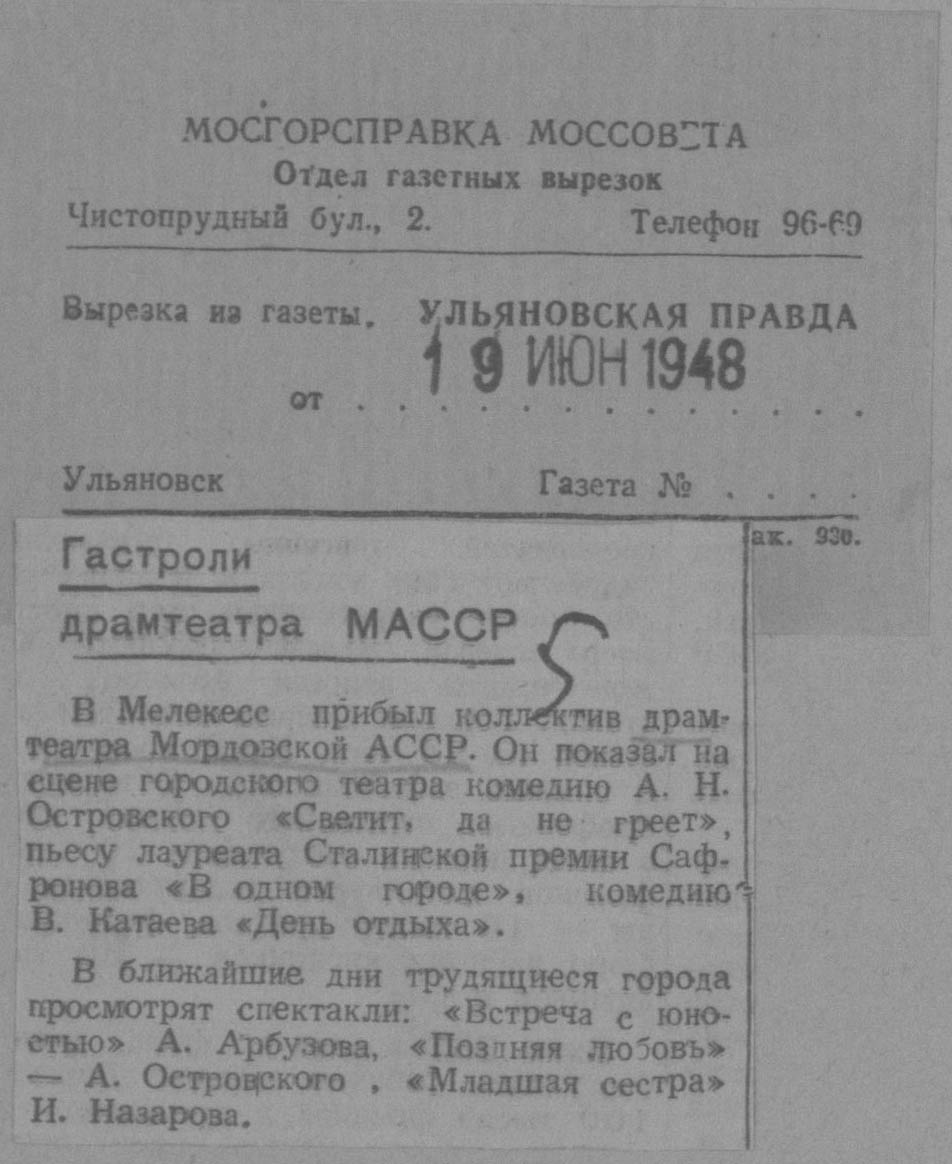 МОСГОРСПРАВКА МОССОВЕТА
Отдел газетных вырезок
Чистопрудный бул., 2. Телефон 96-69
Вырезка из газеты. УЛЬЯНОВСКАЯ ПРАВДА
19 ИЮН 1948
от . . . . . . . . . . . . .
Ульяновск Газета № . . . .
ак. 930.
Гастроли
драмтеатра МАССР
В Мелекесс прибыл коллектив драм-
театра Мордовской АССР. Он показал на
сцене городского театра комедию А. Н.
Островского «Светит, да не греет»,
пьесу лауреата Сталинской премии Саф-
ронова «В одном городе», комедию
В. Катаева «День отдыха».
В ближайшие дни трудящиеся города
просмотрят спектакли: «Встреча с юно-
стью» А. Арбузова, «Поздняя любовь»
— А. Островского , «Младшая сестра»
И. Назарова.